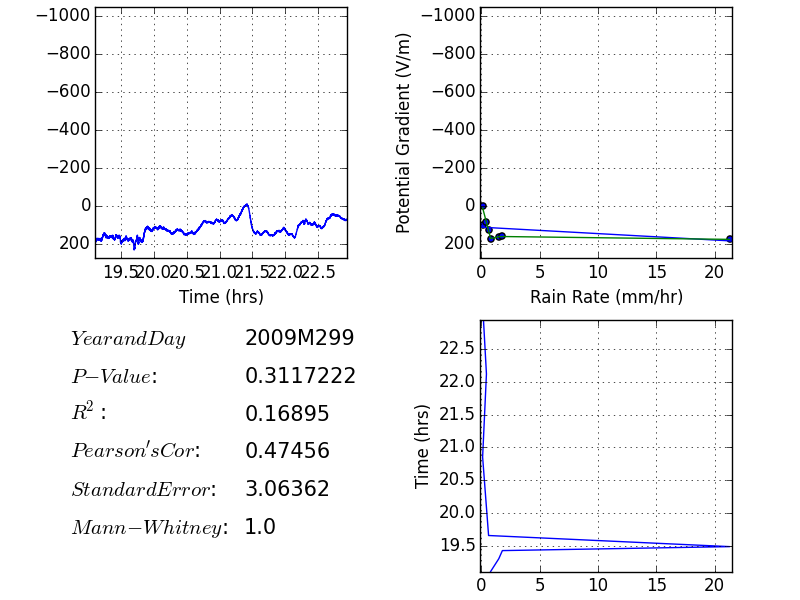 −1000
−800
−600
−400
−200
0
200
19.5 20.0 20.5 21.0 21.5 22.0 22.5
Time (hrs)
Potential Gradient (V/m)
−1000
−800
−600
−400
−200
0
200
0 5 10 15 20
Rain Rate (mm/hr)
YearandDay 2009M299
P−Value: 0.3117222
R² : 0.16895
Pearson'sCor: 0.47456
StandardError: 3.06362
Mann−Whitney: 1.0
Time (hrs)
22.5
22.0
21.5
21.0
20.5
20.0
19.5
0 5 10 15 20